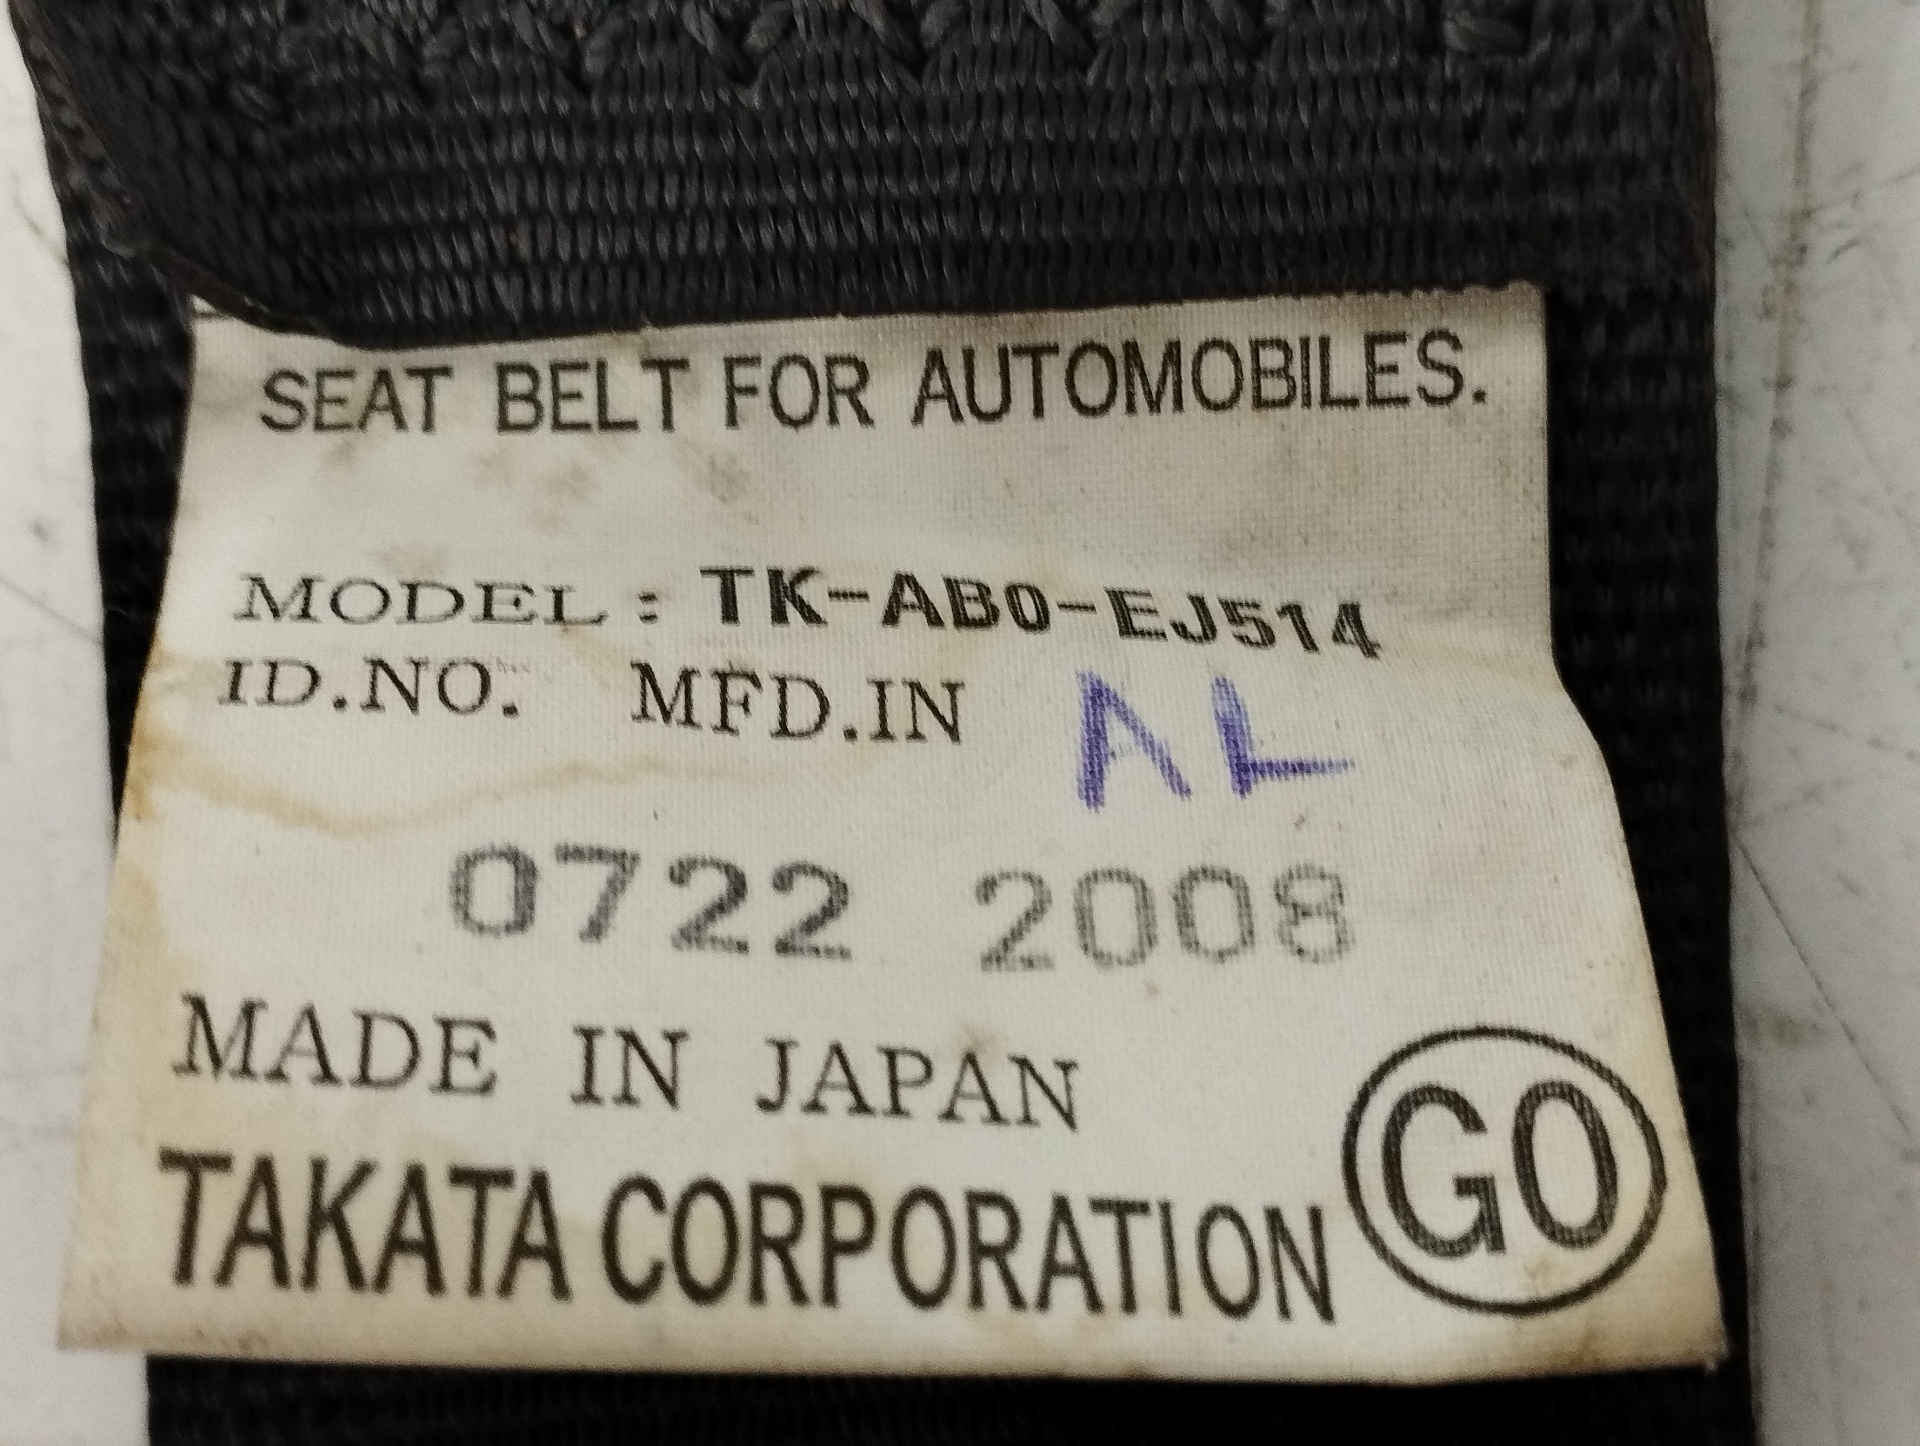 SEAT BELT FOR AUTOMOBILES.
MODEL : TK-AB0-EJ514
ID.NO. MFD.IN
0722 2008
MADE IN JAPAN
TAKATA CORPORATION GO